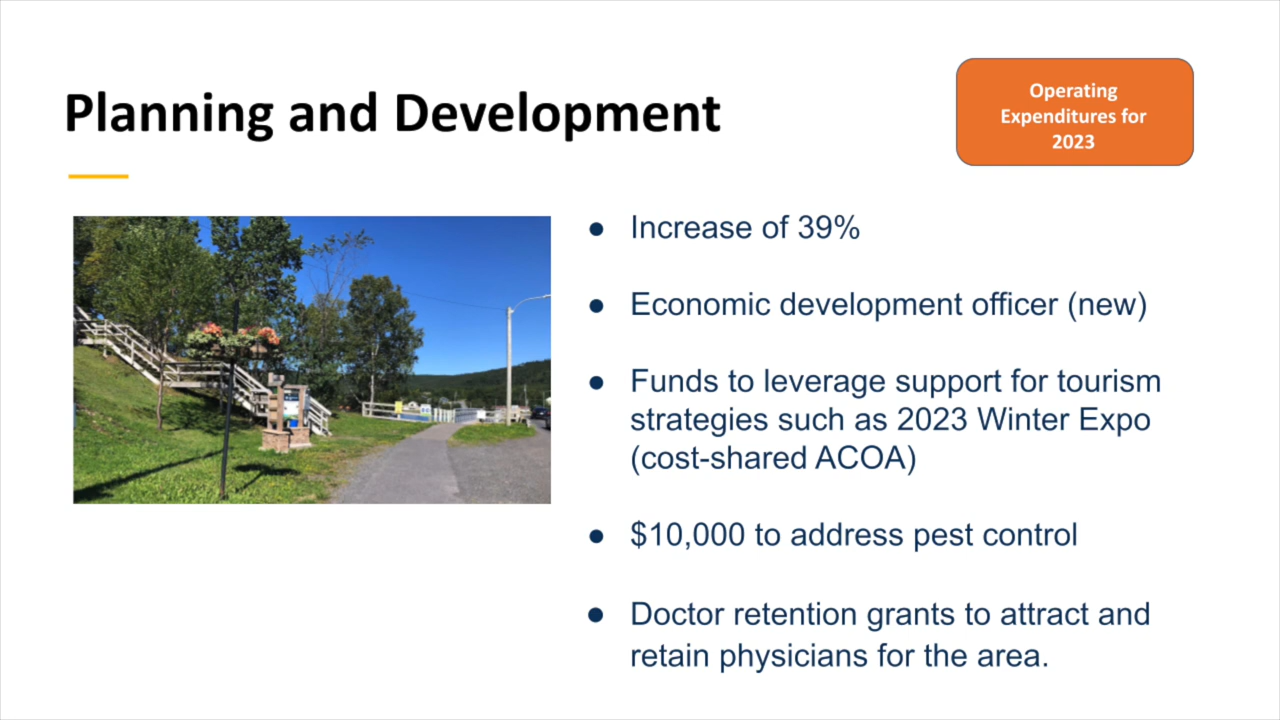 Planning and Development
Operating
Expenditures for
2023
● Increase of 39%
● Economic development officer (new)
● Funds to leverage support for tourism
strategies such as 2023 Winter Expo
(cost-shared ACOA)
● $10,000 to address pest control
● Doctor retention grants to attract and
retain physicians for the area.